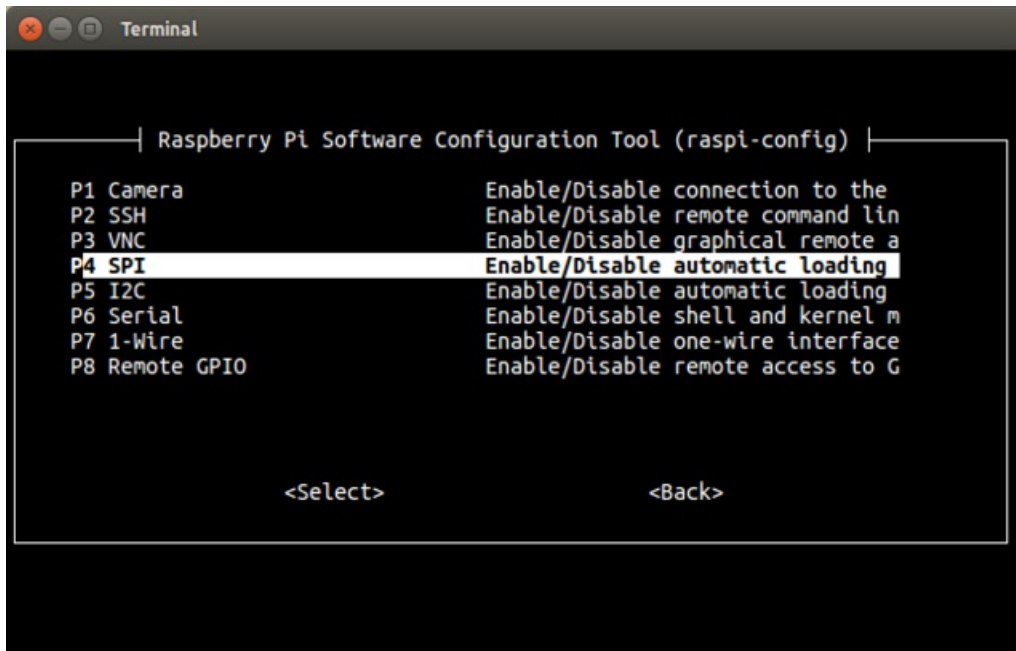 Terminal
Raspberry Pi Software Configuration Tool (raspi-config)
P1 Camera Enable/Disable connection to the
P2 SSH Enable/Disable remote command lin
P3 VNC Enable/Disable graphical remote a
P4 SPI Enable/Disable automatic loading
P5 I2C Enable/Disable automatic loading
P6 Serial Enable/Disable shell and kernel m
P7 1-Wire Enable/Disable one-wire interface
P8 Remote GPIO Enable/Disable remote access to G
<Select> <Back>